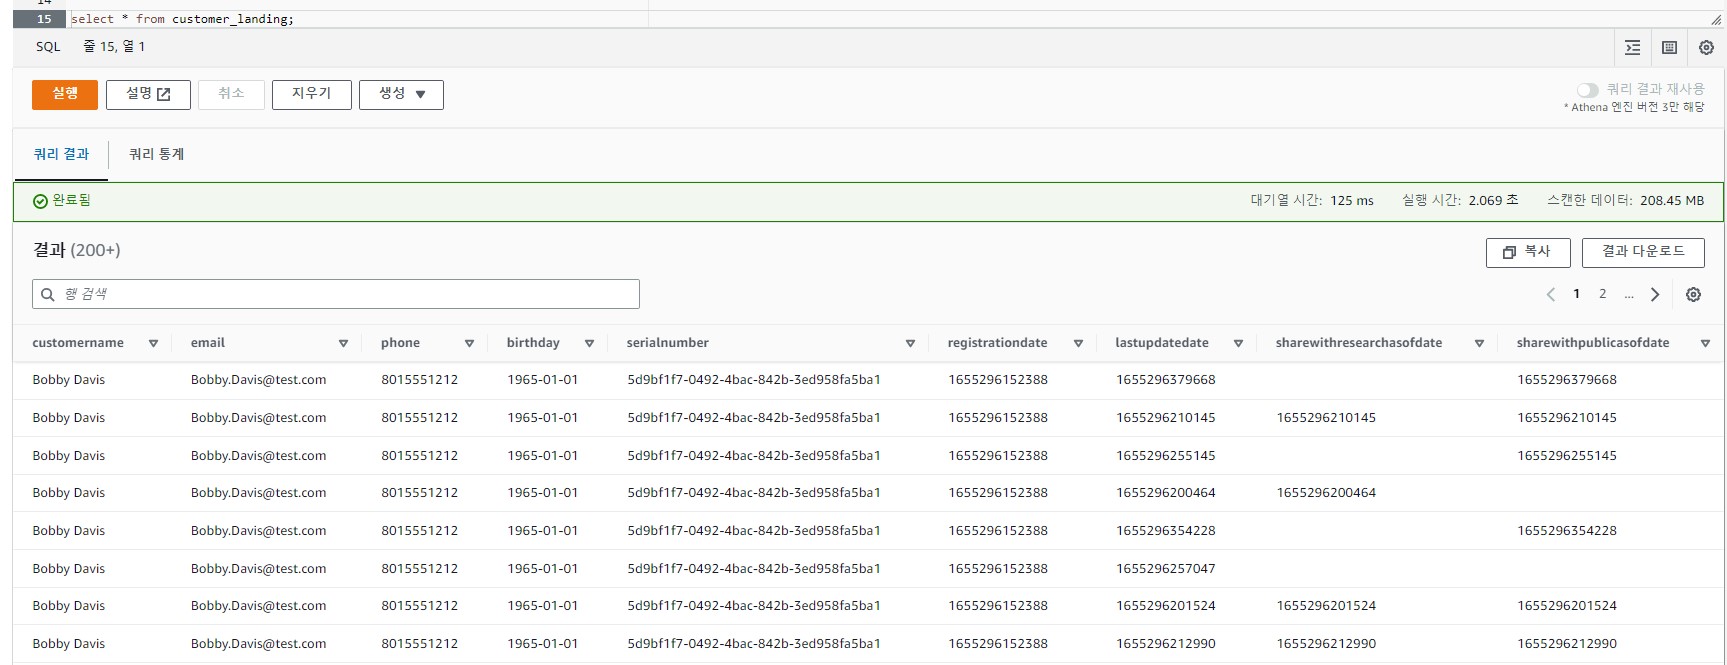 14
15 select * from customer_landing;
SQL 줄 15, 열 1
실행 설명 취소 지우기 생성 쿼리 결과 재사용
* Athena 엔진 버전 3만 해당
쿼리 결과 쿼리 통계
완료됨 대기열 시간: 125 ms 실행 시간: 2.069 초 스캔한 데이터: 208.45 MB
결과 (200+) 복사 결과 다운로드
행 검색 1 2 ...
customername email phone birthday serialnumber registrationdate lastupdatedate sharewithresearchasofdate sharewithpublicasofdate
Bobby Davis Bobby.Davis@test.com 8015551212 1965-01-01 5d9bf1f7-0492-4bac-842b-3ed958fa5ba1 1655296152388 1655296379668 1655296379668
Bobby Davis Bobby.Davis@test.com 8015551212 1965-01-01 5d9bf1f7-0492-4bac-842b-3ed958fa5ba1 1655296152388 1655296210145 1655296210145 1655296210145
Bobby Davis Bobby.Davis@test.com 8015551212 1965-01-01 5d9bf1f7-0492-4bac-842b-3ed958fa5ba1 1655296152388 1655296255145 1655296255145
Bobby Davis Bobby.Davis@test.com 8015551212 1965-01-01 5d9bf1f7-0492-4bac-842b-3ed958fa5ba1 1655296152388 1655296200464 1655296200464
Bobby Davis Bobby.Davis@test.com 8015551212 1965-01-01 5d9bf1f7-0492-4bac-842b-3ed958fa5ba1 1655296152388 1655296354228 1655296354228
Bobby Davis Bobby.Davis@test.com 8015551212 1965-01-01 5d9bf1f7-0492-4bac-842b-3ed958fa5ba1 1655296152388 1655296257047
Bobby Davis Bobby.Davis@test.com 8015551212 1965-01-01 5d9bf1f7-0492-4bac-842b-3ed958fa5ba1 1655296152388 1655296201524 1655296201524 1655296201524
Bobby Davis Bobby.Davis@test.com 8015551212 1965-01-01 5d9bf1f7-0492-4bac-842b-3ed958fa5ba1 1655296152388 1655296212990 1655296212990 1655296212990